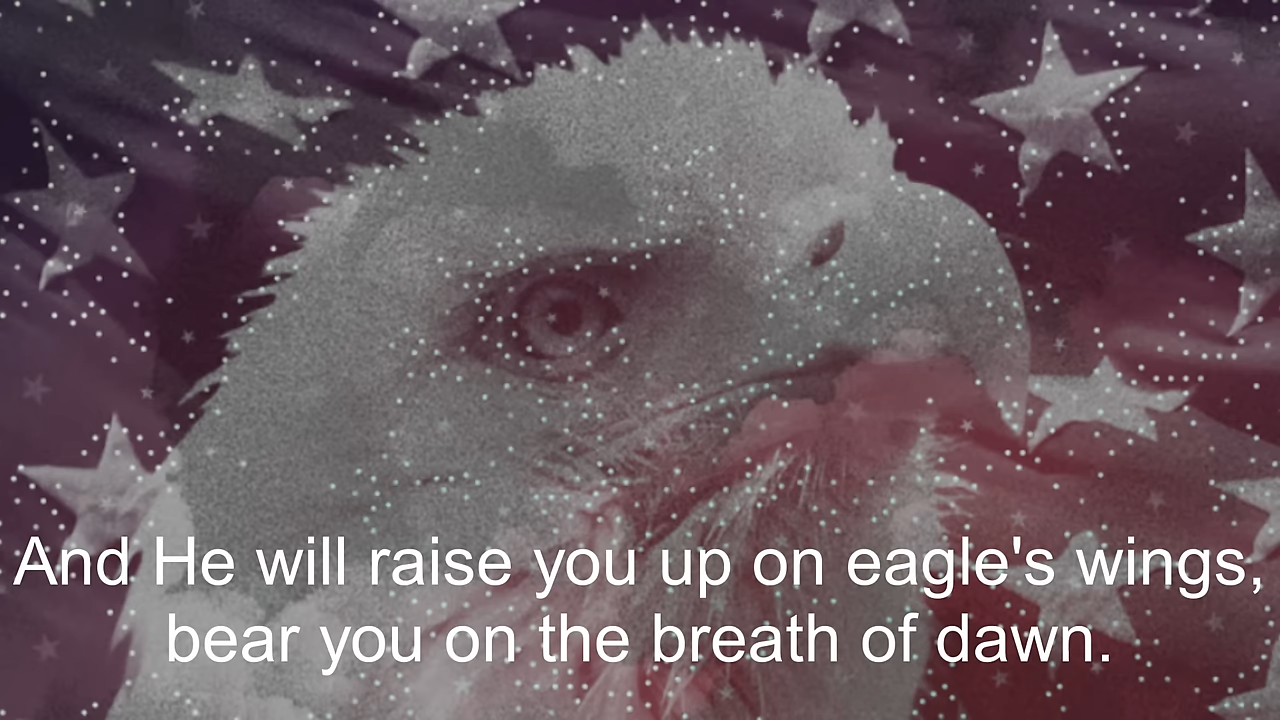 And He will raise you up on eagle's wings,
bear you on the breath of dawn.